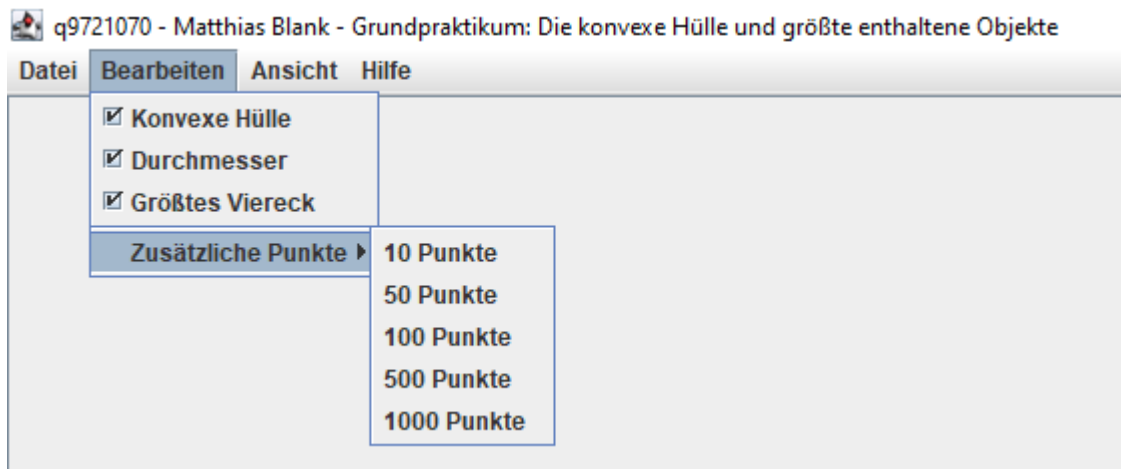 q9721070 - Matthias Blank - Grundpraktikum: Die konvexe Hülle und größte enthaltene Objekte
Datei Bearbeiten Ansicht Hilfe
Konvexe Hülle
Durchmesser
Größtes Viereck
Zusätzliche Punkte
10 Punkte
50 Punkte
100 Punkte
500 Punkte
1000 Punkte